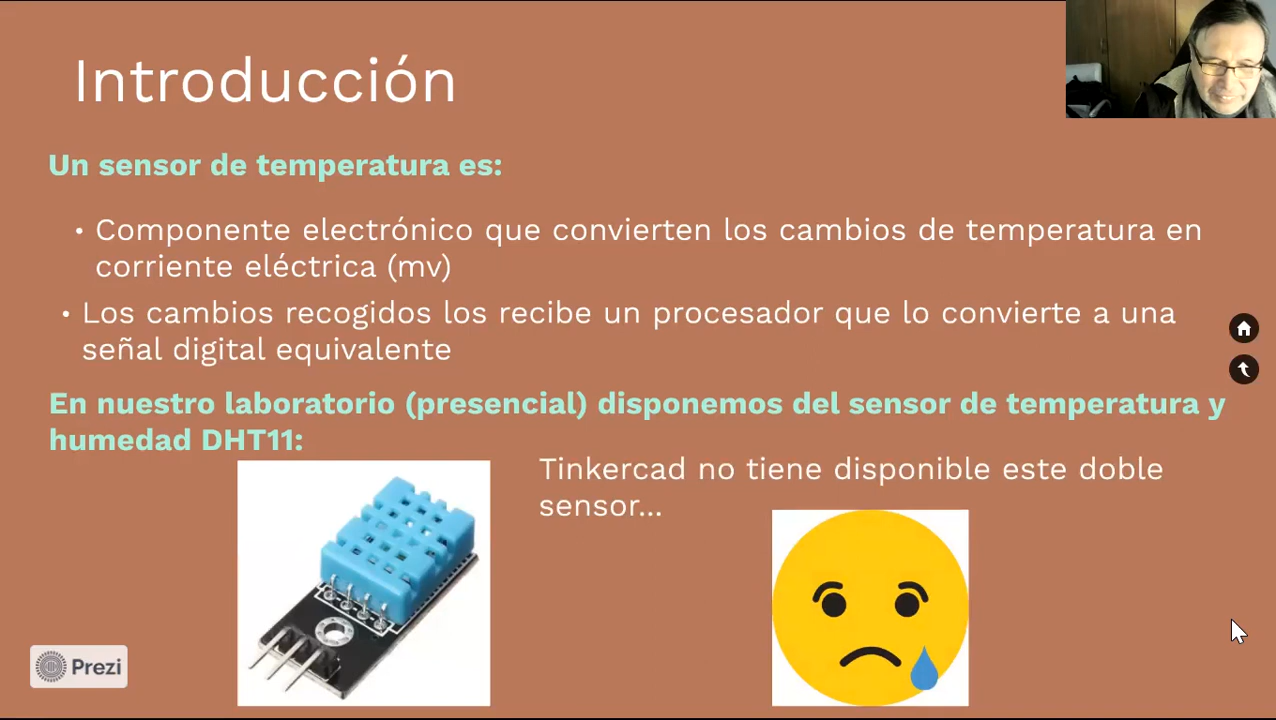 Introducción
Un sensor de temperatura es:
• Componente electrónico que convierten los cambios de temperatura en
corriente eléctrica (mv)
• Los cambios recogidos los recibe un procesador que lo convierte a una
señal digital equivalente
En nuestro laboratorio (presencial) disponemos del sensor de temperatura y
humedad DHT11:
Tinkercad no tiene disponible este doble
sensor...
Prezi